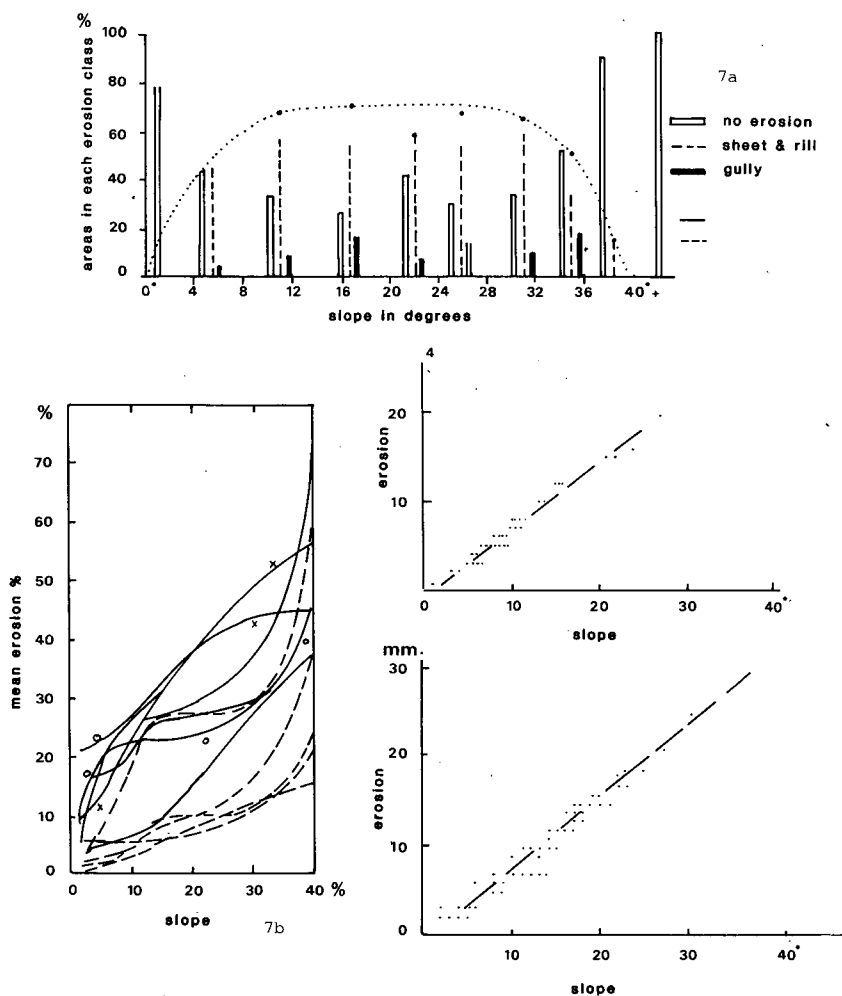 %
areas in each erosion class
100
80
60
40
20
0
0° 4 8 12 16 20 24 28 32 36 40°+
slope in degrees
7a
no erosion
sheet & rill
gully
%
mean erosion %
70
60
50
40
30
20
10
0
0 10 20 30 40 %
slope
7b
4
erosion
20
10
0 10 20 30 40°
slope
mm.
erosion
30
20
10
0
10 20 30 40°
slope